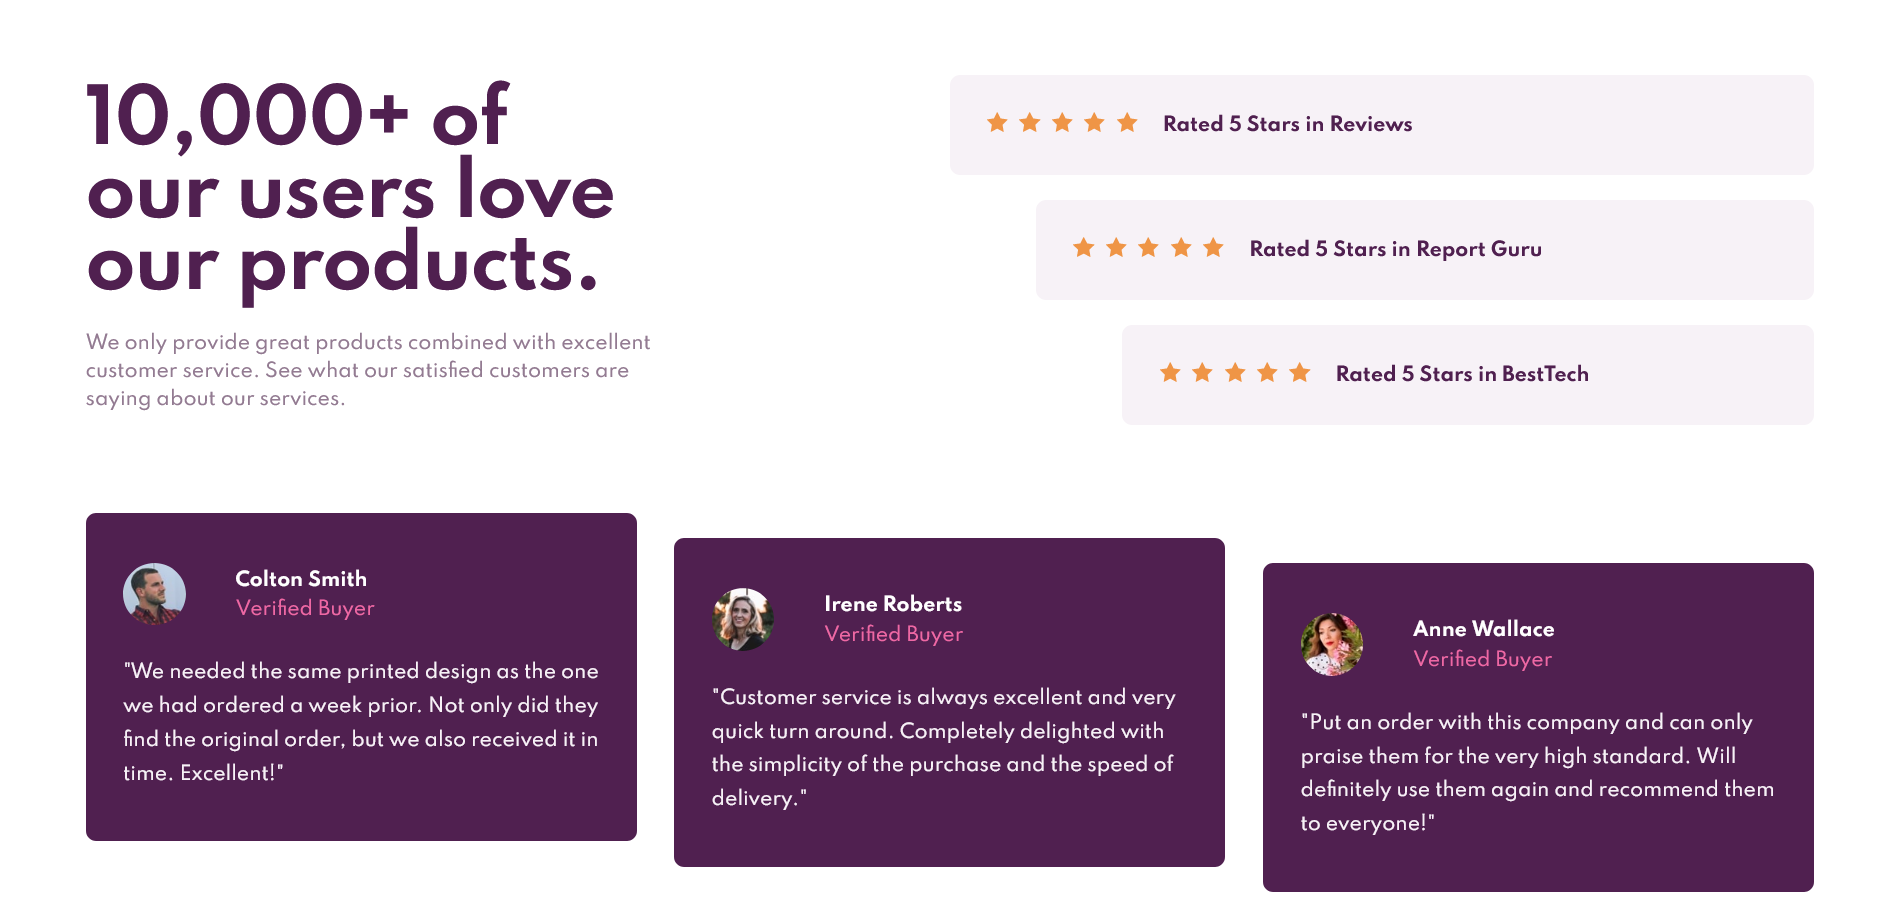 10,000+ of
our users love
our products.
We only provide great products combined with excellent
customer service. See what our satisfied customers are
saying about our services.
Rated 5 Stars in Reviews
Rated 5 Stars in Report Guru
Rated 5 Stars in BestTech
Colton Smith
Verified Buyer
"We needed the same printed design as the one
we had ordered a week prior. Not only did they
find the original order, but we also received it in
time. Excellent!"
Irene Roberts
Verified Buyer
"Customer service is always excellent and very
quick turn around. Completely delighted with
the simplicity of the purchase and the speed of
delivery."
Anne Wallace
Verified Buyer
"Put an order with this company and can only
praise them for the very high standard. Will
definitely use them again and recommend them
to everyone!"